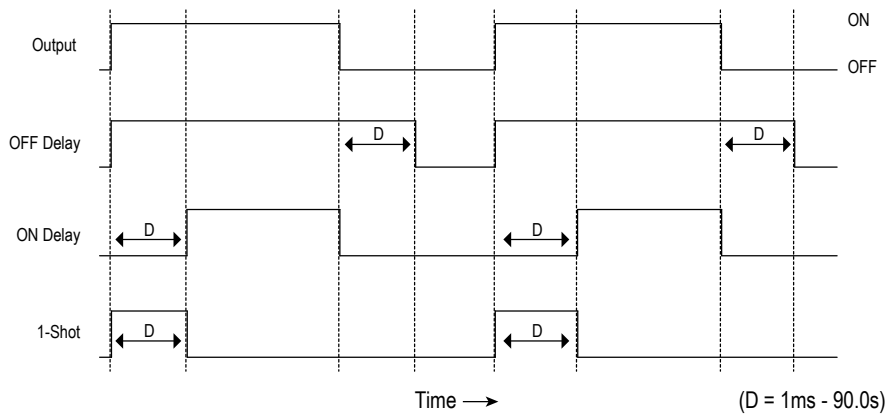 ON
Output
OFF
D
D
OFF Delay
D
D
ON Delay
D
D
1-Shot
Time
(D = 1ms - 90.0s)